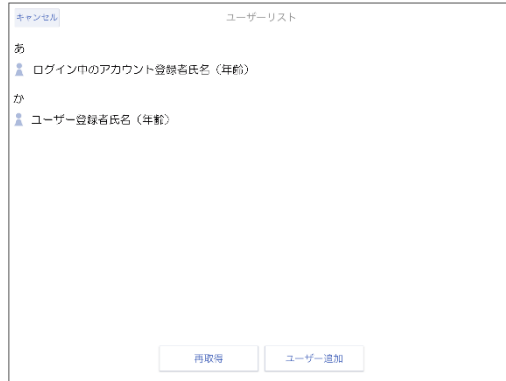 キャンセル
ユーザーリスト
あ
ログイン中のアカウント登録者氏名（年齢）
か
ユーザー登録者氏名（年齢）
再取得
ユーザー追加